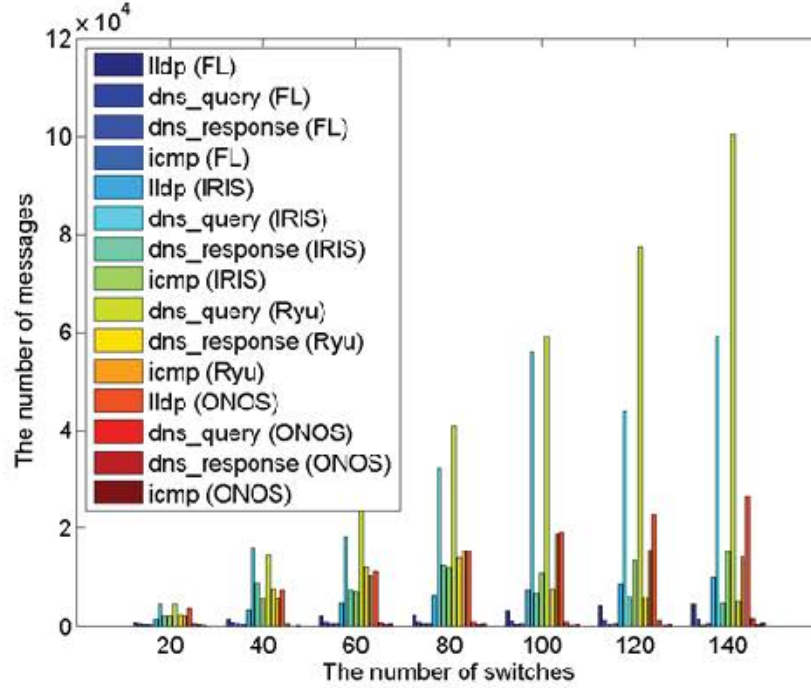 ×10⁴
12
10
8
6
4
2
0
The number of messages
lldp (FL)
dns_query (FL)
dns_response (FL)
icmp (FL)
lldp (IRIS)
dns_query (IRIS)
dns_response (IRIS)
icmp (IRIS)
dns_query (Ryu)
dns_response (Ryu)
icmp (Ryu)
lldp (ONOS)
dns_query (ONOS)
dns_response (ONOS)
icmp (ONOS)
20 40 60 80 100 120 140
The number of switches